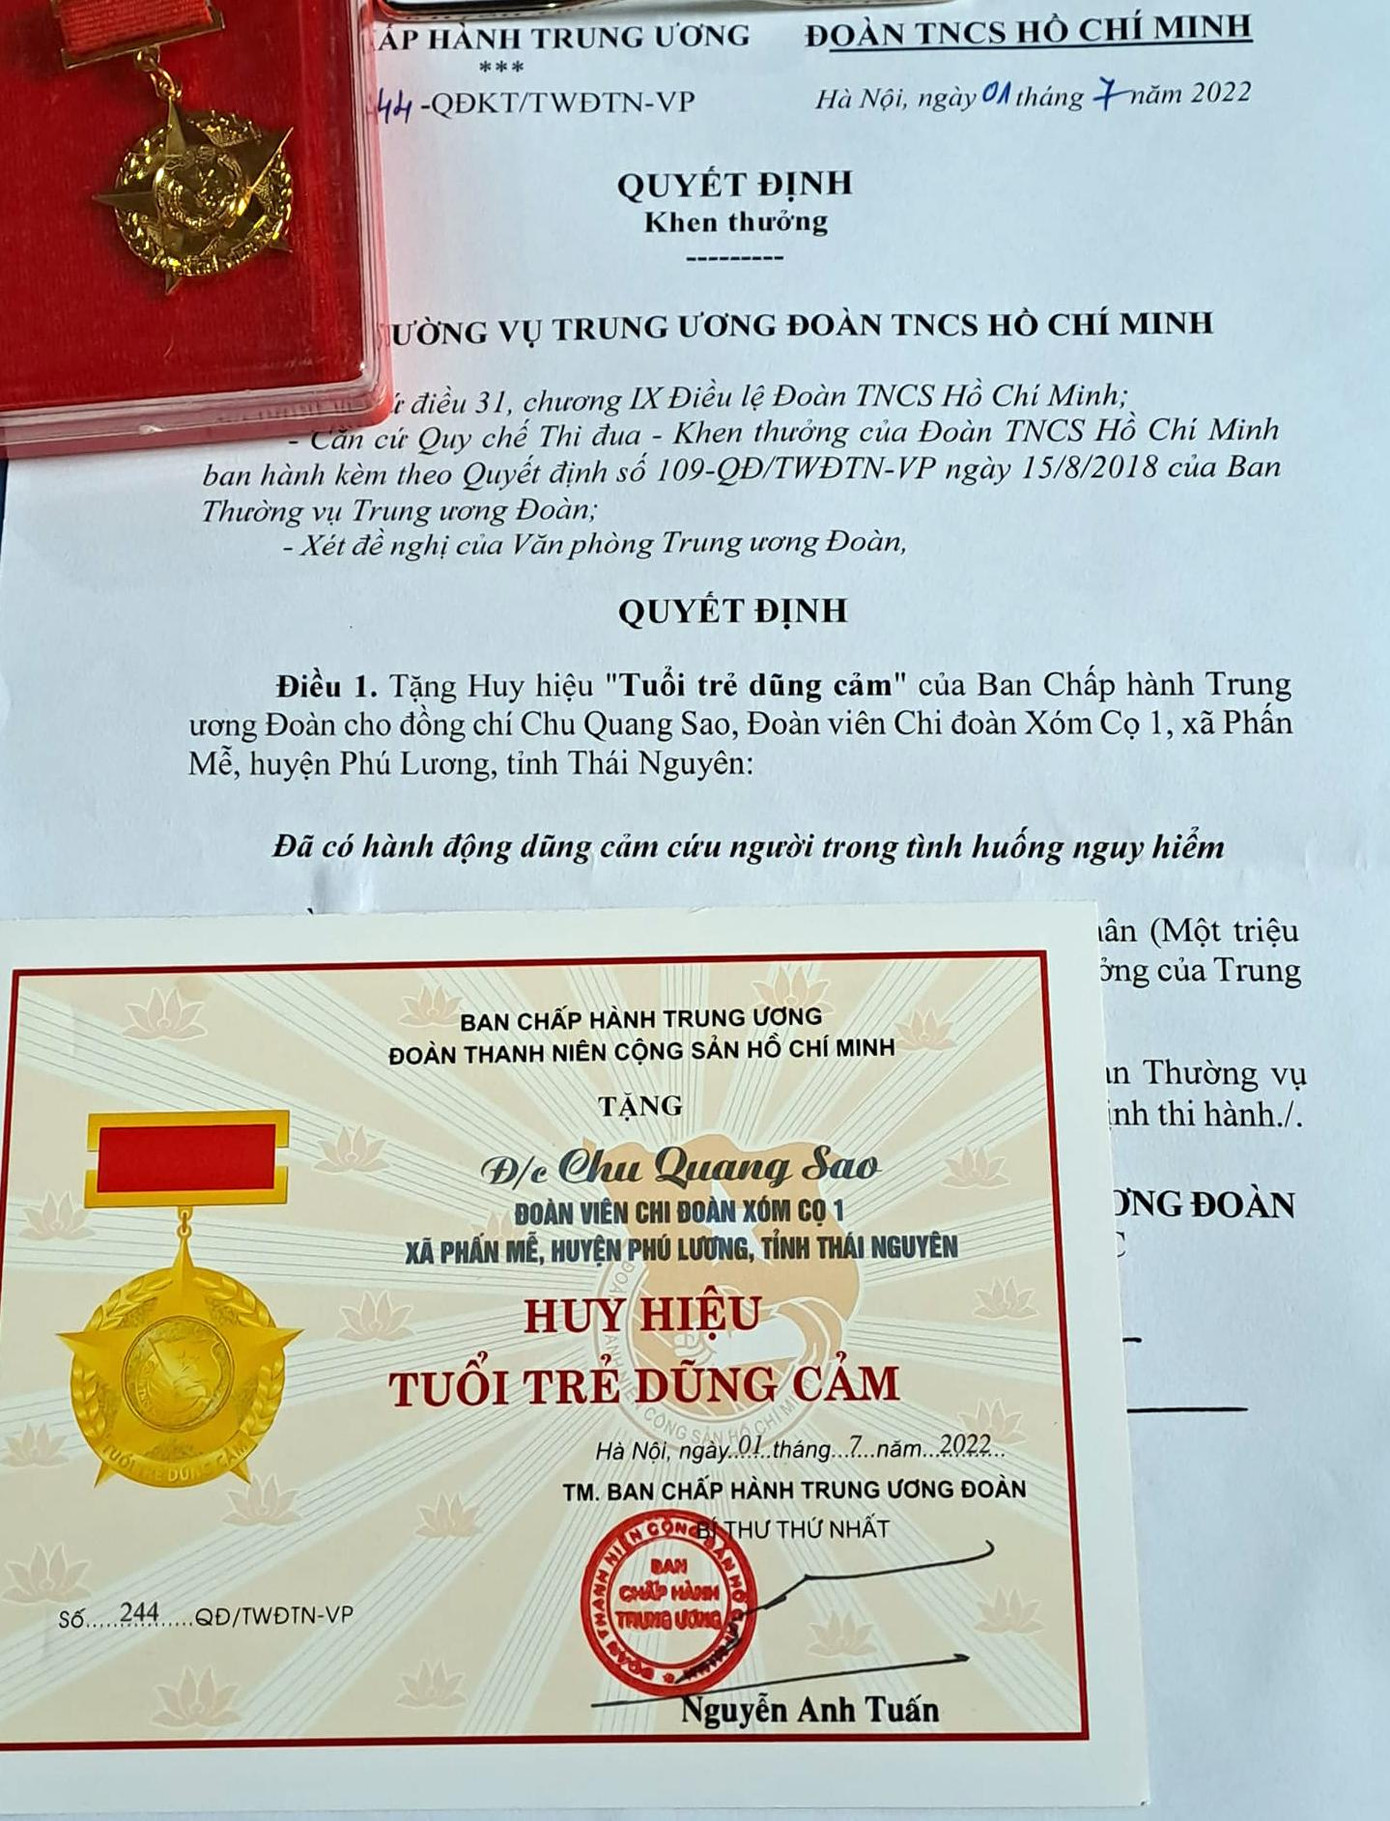 ẤP HÀNH TRUNG ƯƠNG ĐOÀN TNCS HỒ CHÍ MINH
***
44-QĐKT/TWĐTN-VP Hà Nội, ngày 01 tháng 7 năm 2022
QUYẾT ĐỊNH
Khen thưởng
---------
ƯỜNG VỤ TRUNG ƯƠNG ĐOÀN TNCS HỒ CHÍ MINH
điều 31, chương IX Điều lệ Đoàn TNCS Hồ Chí Minh;
- Căn cứ Quy chế Thi đua - Khen thưởng của Đoàn TNCS Hồ Chí Minh
ban hành kèm theo Quyết định số 109-QĐ/TWĐTN-VP ngày 15/8/2018 của Ban
Thường vụ Trung ương Đoàn;
- Xét đề nghị của Văn phòng Trung ương Đoàn,
QUYẾT ĐỊNH
Điều 1. Tặng Huy hiệu "Tuổi trẻ dũng cảm" của Ban Chấp hành Trung
ương Đoàn cho đồng chí Chu Quang Sao, Đoàn viên Chi đoàn Xóm Cọ 1, xã Phấn
Mễ, huyện Phú Lương, tỉnh Thái Nguyên:
Đã có hành động dũng cảm cứu người trong tình huống nguy hiểm
(Một triệu
của Trung
Thường vụ
thi hành./.
ƠNG ĐOÀN
BAN CHẤP HÀNH TRUNG ƯƠNG
ĐOÀN THANH NIÊN CỘNG SẢN HỒ CHÍ MINH
TẶNG
Đ/c Chu Quang Sao
ĐOÀN VIÊN CHI ĐOÀN XÓM CỌ 1
XÃ PHẤN MỄ, HUYỆN PHÚ LƯƠNG, TỈNH THÁI NGUYÊN
HUY HIỆU
TUỔI TRẺ DŨNG CẢM
TUỔI TRẺ DŨNG CẢM
Hà Nội, ngày..01..tháng...7...năm...2022...
TM. BAN CHẤP HÀNH TRUNG ƯƠNG ĐOÀN
BÍ THƯ THỨ NHẤT
BAN
CHẤP HÀNH
TRUNG ƯƠNG
Số.....244.....QĐ/TWĐTN-VP
Nguyễn Anh Tuấn